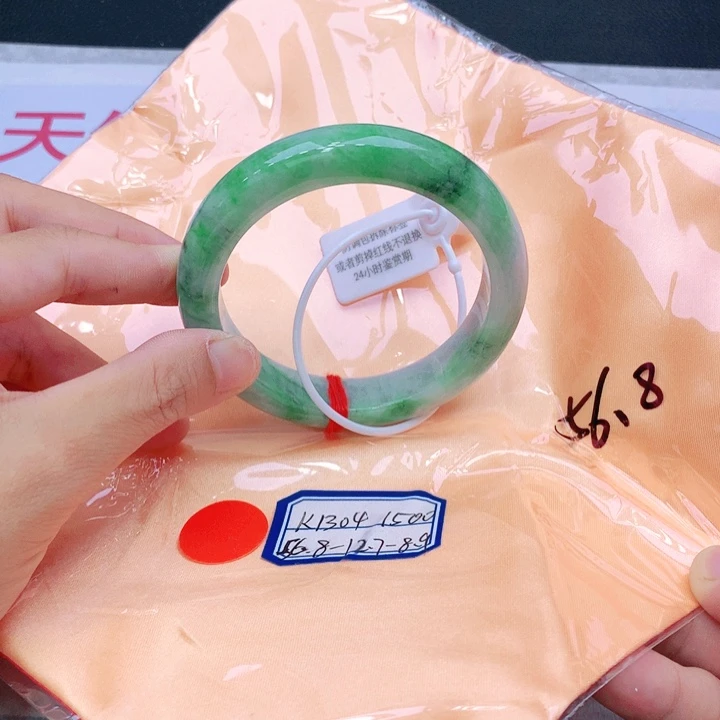 天
或者剪掉红线不退换
24小时鉴赏期
56.8
K1304 1500
56.8-12.7-8.9